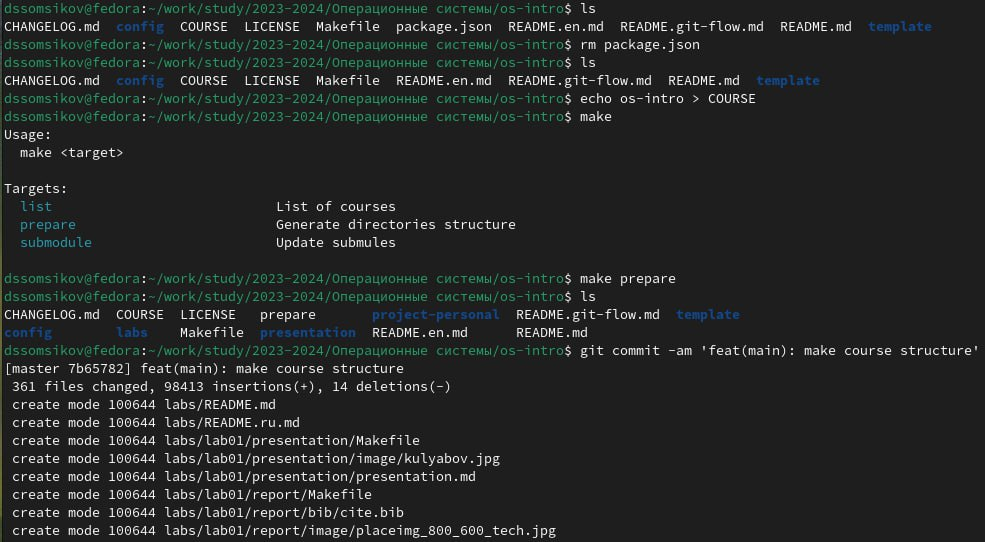 dssomsikov@fedora:~/work/study/2023-2024/Операционные системы/os-intro$ ls
CHANGELOG.md  config  COURSE  LICENSE  Makefile  package.json  README.en.md  README.git-flow.md  README.md  template
dssomsikov@fedora:~/work/study/2023-2024/Операционные системы/os-intro$ rm package.json
dssomsikov@fedora:~/work/study/2023-2024/Операционные системы/os-intro$ ls
CHANGELOG.md  config  COURSE  LICENSE  Makefile  README.en.md  README.git-flow.md  README.md  template
dssomsikov@fedora:~/work/study/2023-2024/Операционные системы/os-intro$ echo os-intro > COURSE
dssomsikov@fedora:~/work/study/2023-2024/Операционные системы/os-intro$ make
Usage:
  make <target>
Targets:
  list                            List of courses
  prepare                         Generate directories structure
  submodule                       Update submules
dssomsikov@fedora:~/work/study/2023-2024/Операционные системы/os-intro$ make prepare
dssomsikov@fedora:~/work/study/2023-2024/Операционные системы/os-intro$ ls
CHANGELOG.md  COURSE  LICENSE   prepare       project-personal  README.git-flow.md  template
config        labs    Makefile  presentation  README.en.md      README.md
dssomsikov@fedora:~/work/study/2023-2024/Операционные системы/os-intro$ git commit -am 'feat(main): make course structure'
[master 7b65782] feat(main): make course structure
 361 files changed, 98413 insertions(+), 14 deletions(-)
 create mode 100644 labs/README.md
 create mode 100644 labs/README.ru.md
 create mode 100644 labs/lab01/presentation/Makefile
 create mode 100644 labs/lab01/presentation/image/kulyabov.jpg
 create mode 100644 labs/lab01/presentation/presentation.md
 create mode 100644 labs/lab01/report/Makefile
 create mode 100644 labs/lab01/report/bib/cite.bib
 create mode 100644 labs/lab01/report/image/placeimg_800_600_tech.jpg